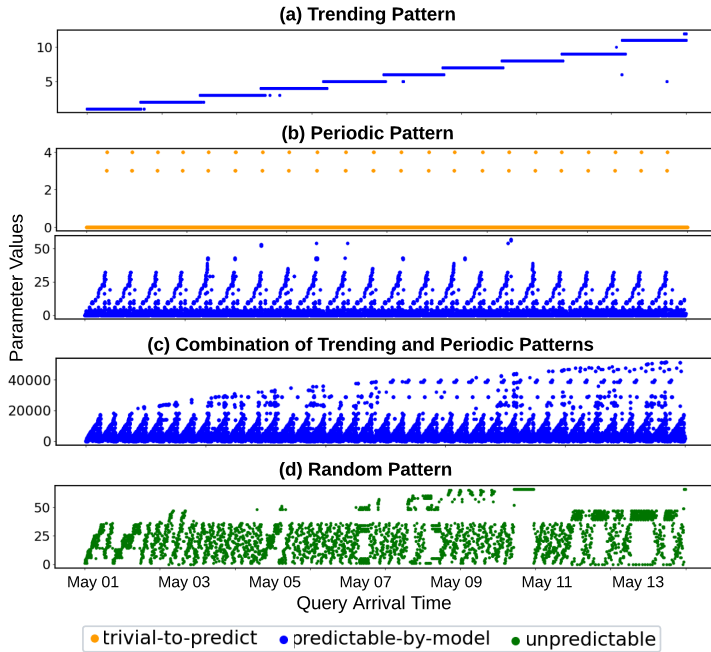 (a) Trending Pattern
10
5
(b) Periodic Pattern
4
2
0
50
25
0
Parameter Values
(c) Combination of Trending and Periodic Patterns
40000
20000
0
(d) Random Pattern
50
25
0
May 01 May 03 May 05 May 07 May 09 May 11 May 13
Query Arrival Time
trivial-to-predict predictable-by-model unpredictable